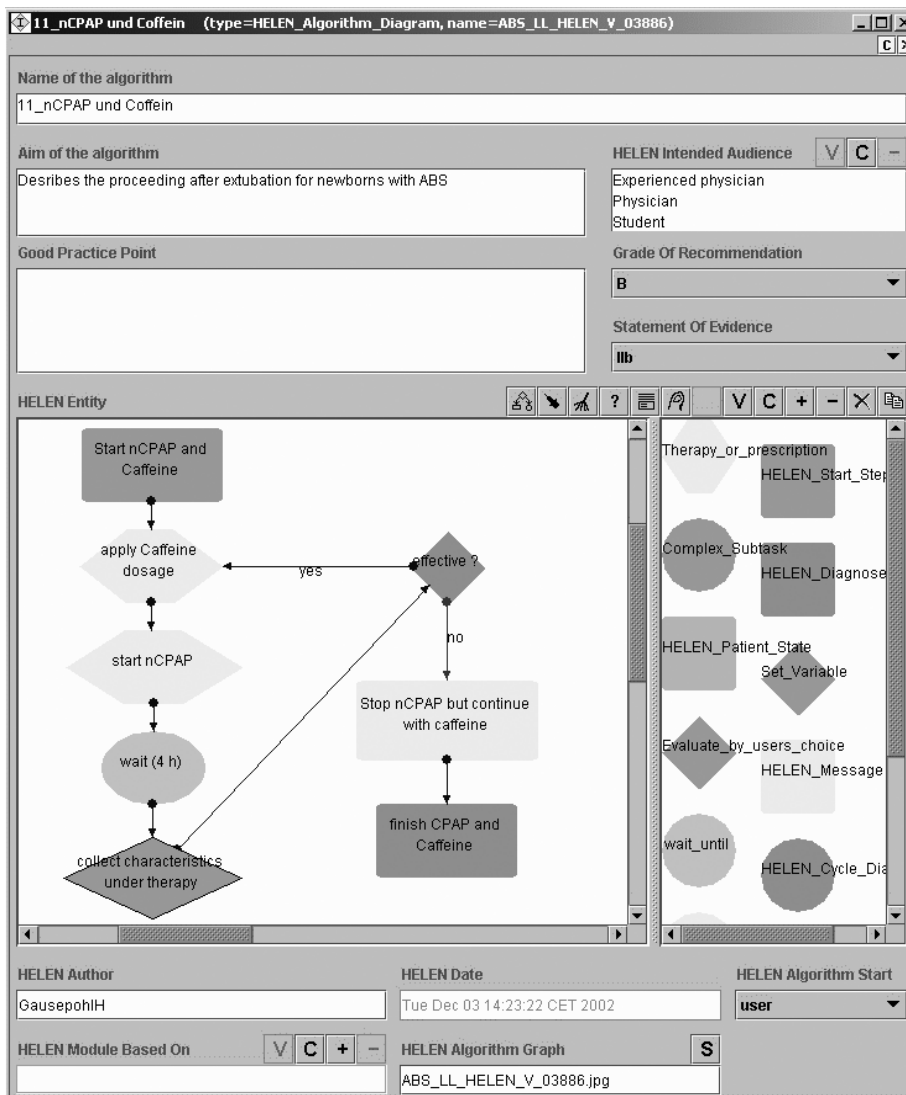 11_nCPAP und Coffein (type=HELEN_Algorithm_Diagram, name=ABS_LL_HELEN_V_03886)
C
Name of the algorithm
11_nCPAP und Coffein
Aim of the algorithm
Desribes the proceeding after extubation for newborns with ABS
HELEN Intended Audience
V C −
Experienced physician
Physician
Student
Good Practice Point
Grade Of Recommendation
B
Statement Of Evidence
IIb
HELEN Entity
? V C + −
Start nCPAP and
Caffeine
apply Caffeine
dosage
yes
effective ?
start nCPAP
no
Stop nCPAP but continue
with caffeine
wait (4 h)
finish CPAP and
Caffeine
collect characteristics
under therapy
Therapy_or_prescription
HELEN_Start_Step
Complex_Subtask
HELEN_Diagnose
HELEN_Patient_State
Set_Variable
Evaluate_by_users_choice
HELEN_Message
wait_until
HELEN_Cycle_Dia
HELEN Author
GausepohlH
HELEN Date
Tue Dec 03 14:23:22 CET 2002
HELEN Algorithm Start
user
HELEN Module Based On
V C + −
HELEN Algorithm Graph
S
ABS_LL_HELEN_V_03886.jpg